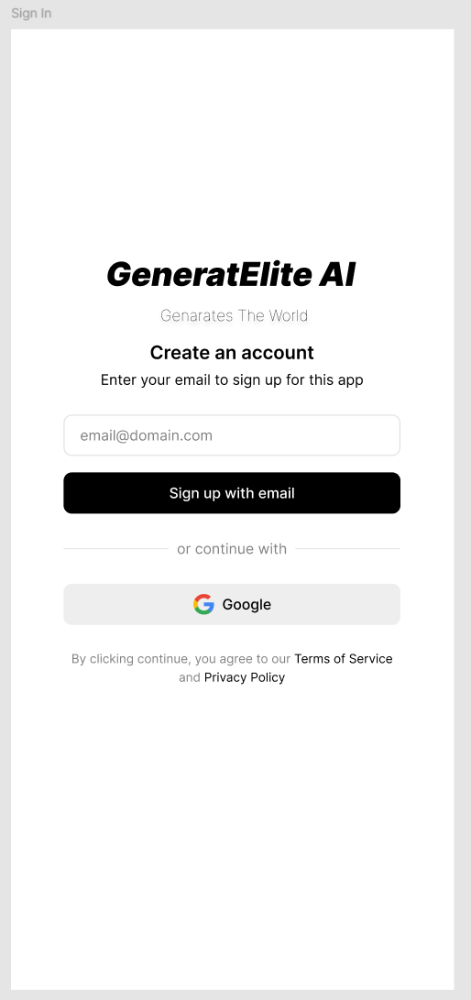 Sign In
GeneratElite AI
Genarates The World
Create an account
Enter your email to sign up for this app
email@domain.com
Sign up with email
or continue with
Google
By clicking continue, you agree to our Terms of Service
and Privacy Policy